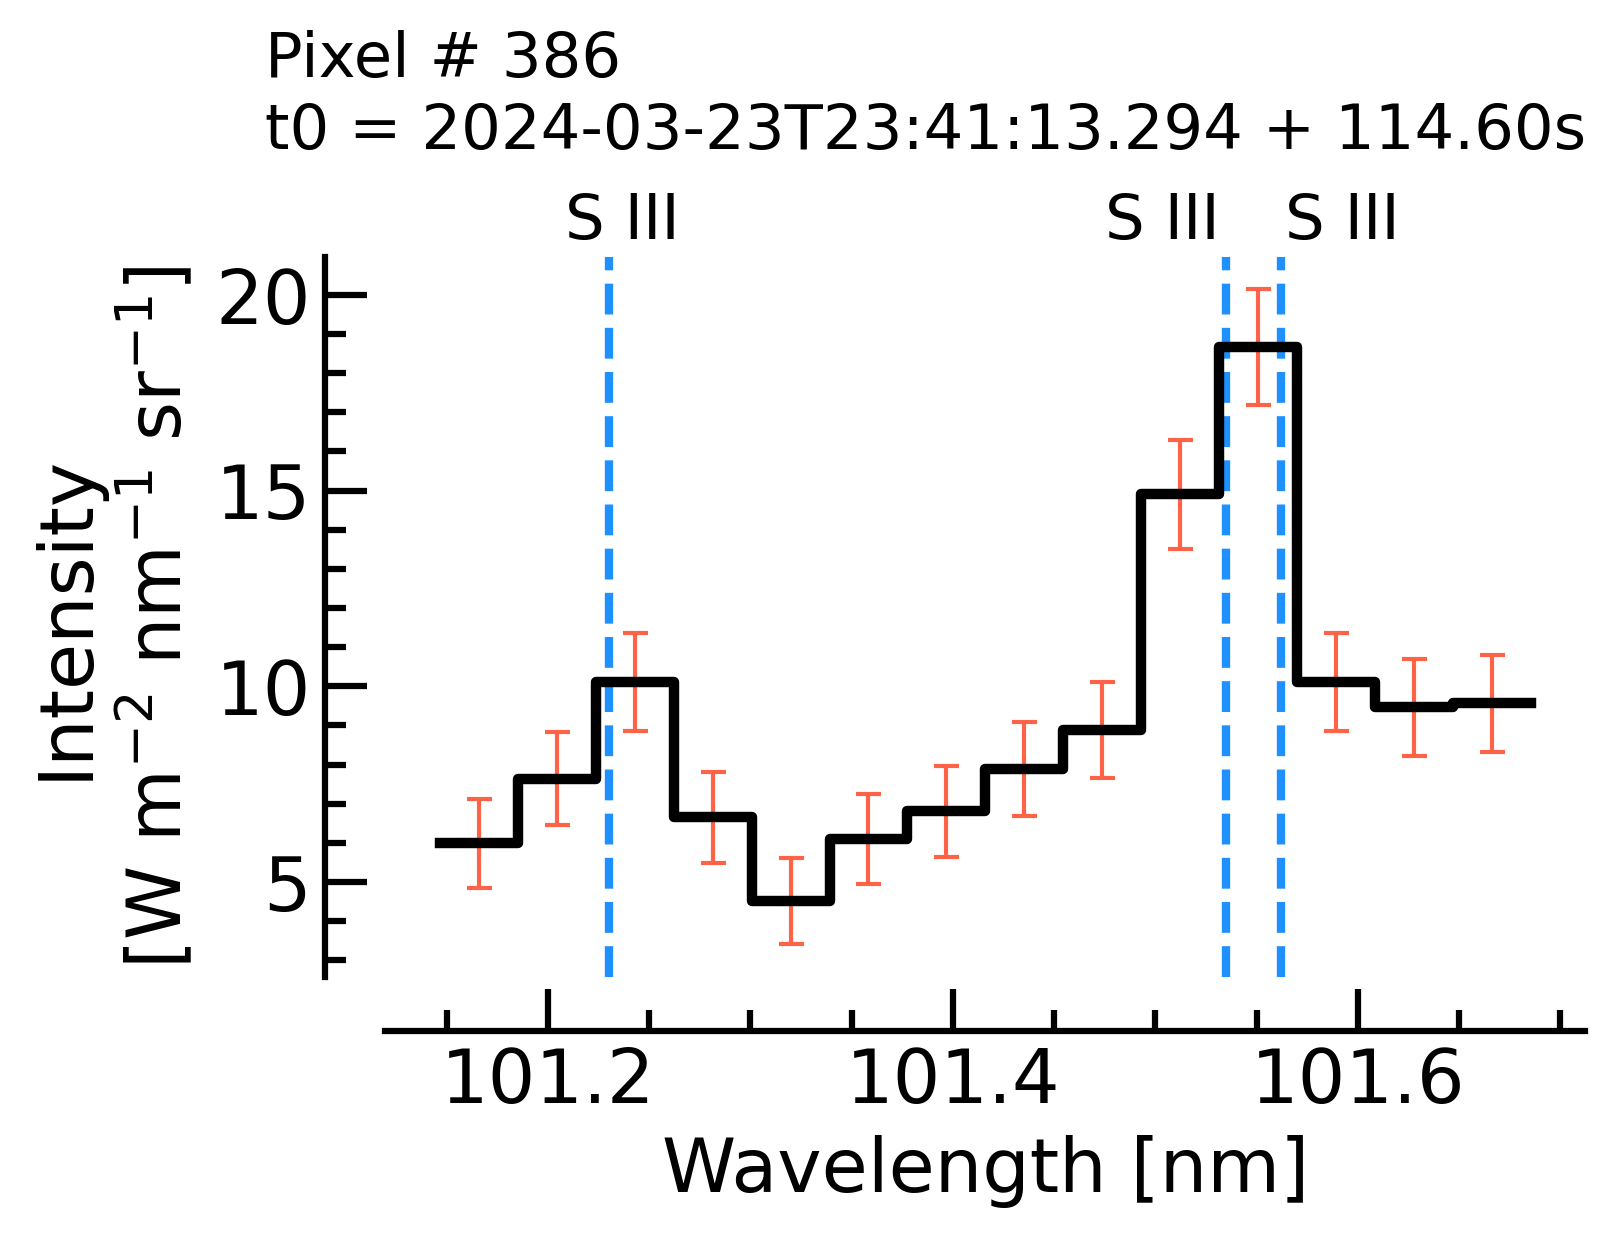 Pixel # 386
t0 = 2024-03-23T23:41:13.294 + 114.60s
S III S III S III
Intensity
[W m⁻² nm⁻¹ sr⁻¹]
20
15
10
5
101.2 101.4 101.6
Wavelength [nm]